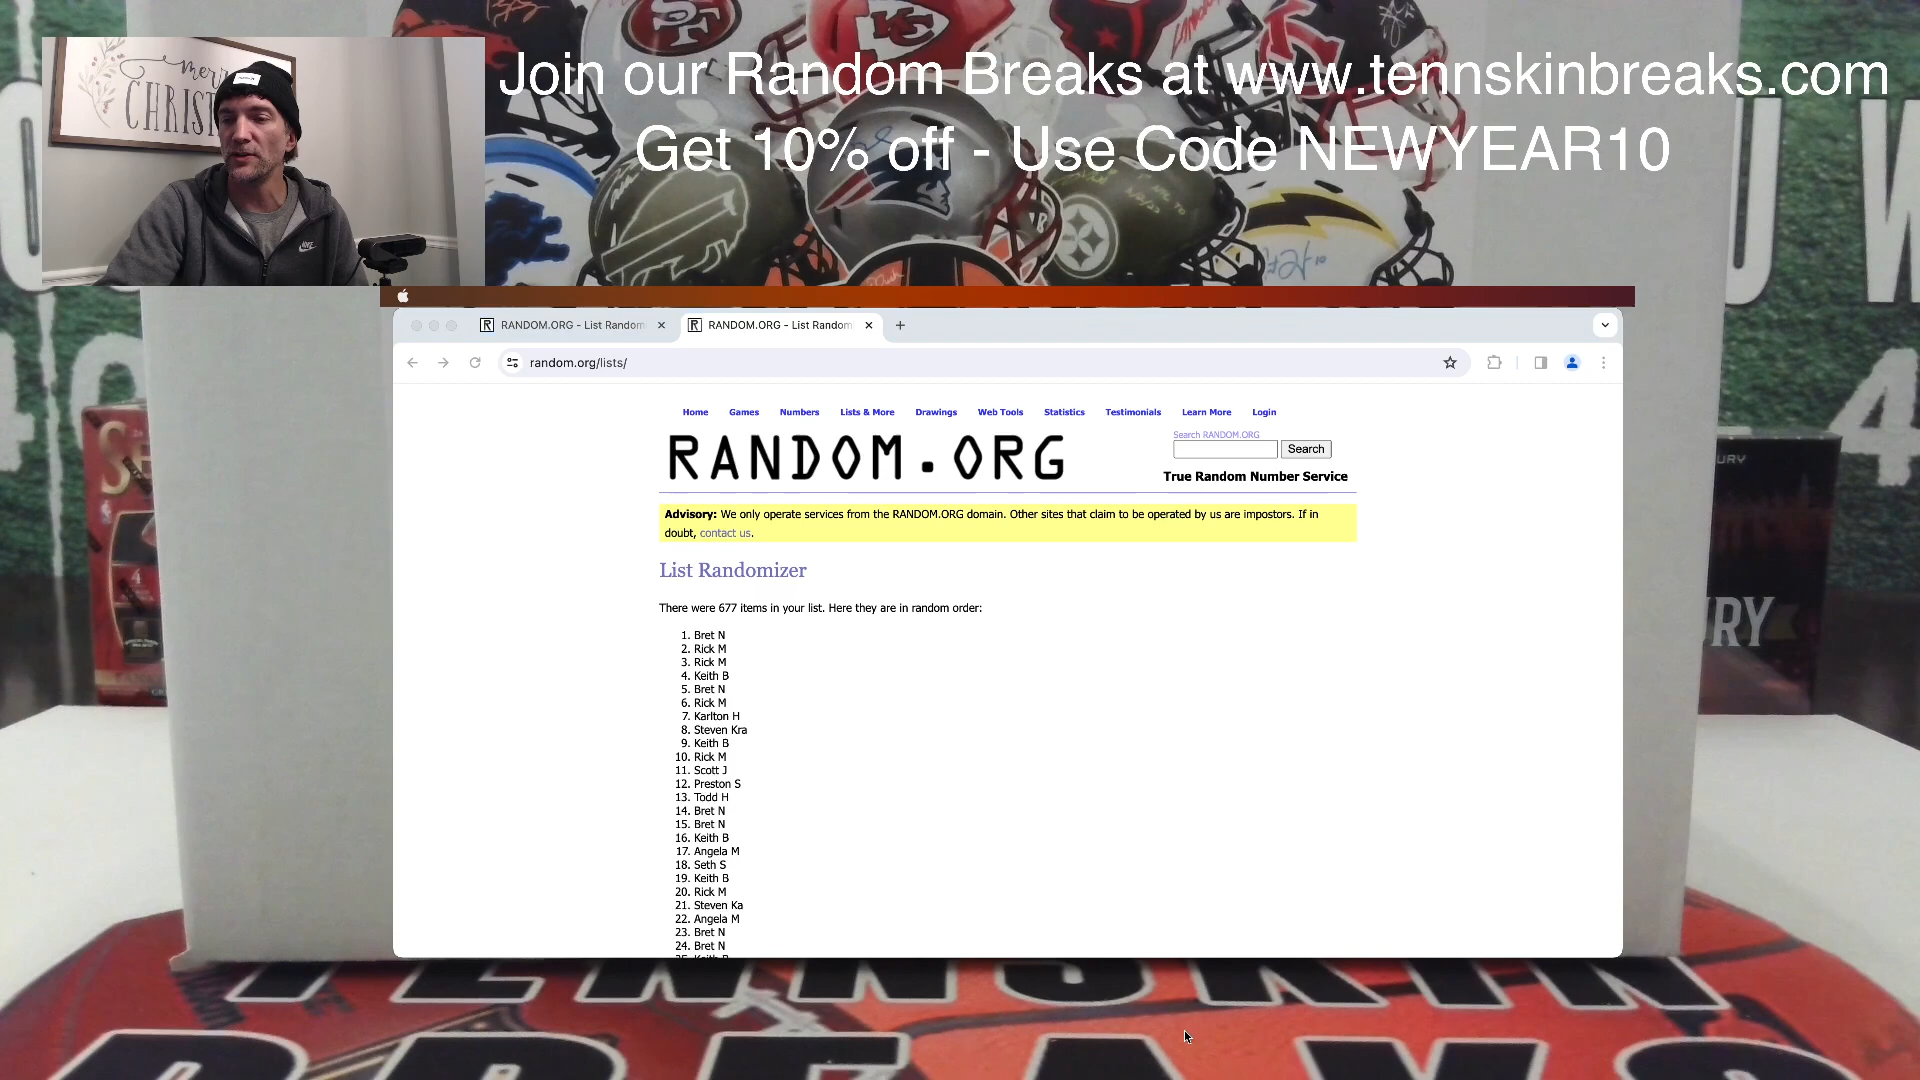 Join our Random Breaks at www.tennskinbreaks.com
Get 10% off - Use Code NEWYEAR10
merry
CHRIST
RANDOM.ORG - List Random
RANDOM.ORG - List Random
random.org/lists/
Home Games Numbers Lists & More Drawings Web Tools Statistics Testimonials Learn More Login
RANDOM.ORG
Search RANDOM.ORG
Search
True Random Number Service
Advisory: We only operate services from the RANDOM.ORG domain. Other sites that claim to be operated by us are impostors. If in
doubt, contact us.
List Randomizer
There were 677 items in your list. Here they are in random order:
1. Bret N
2. Rick M
3. Rick M
4. Keith B
5. Bret N
6. Rick M
7. Karlton H
8. Steven Kra
9. Keith B
10. Rick M
11. Scott J
12. Preston S
13. Todd H
14. Bret N
15. Bret N
16. Keith B
17. Angela M
18. Seth S
19. Keith B
20. Rick M
21. Steven Ka
22. Angela M
23. Bret N
24. Bret N
TENNSKIN
BREAKS